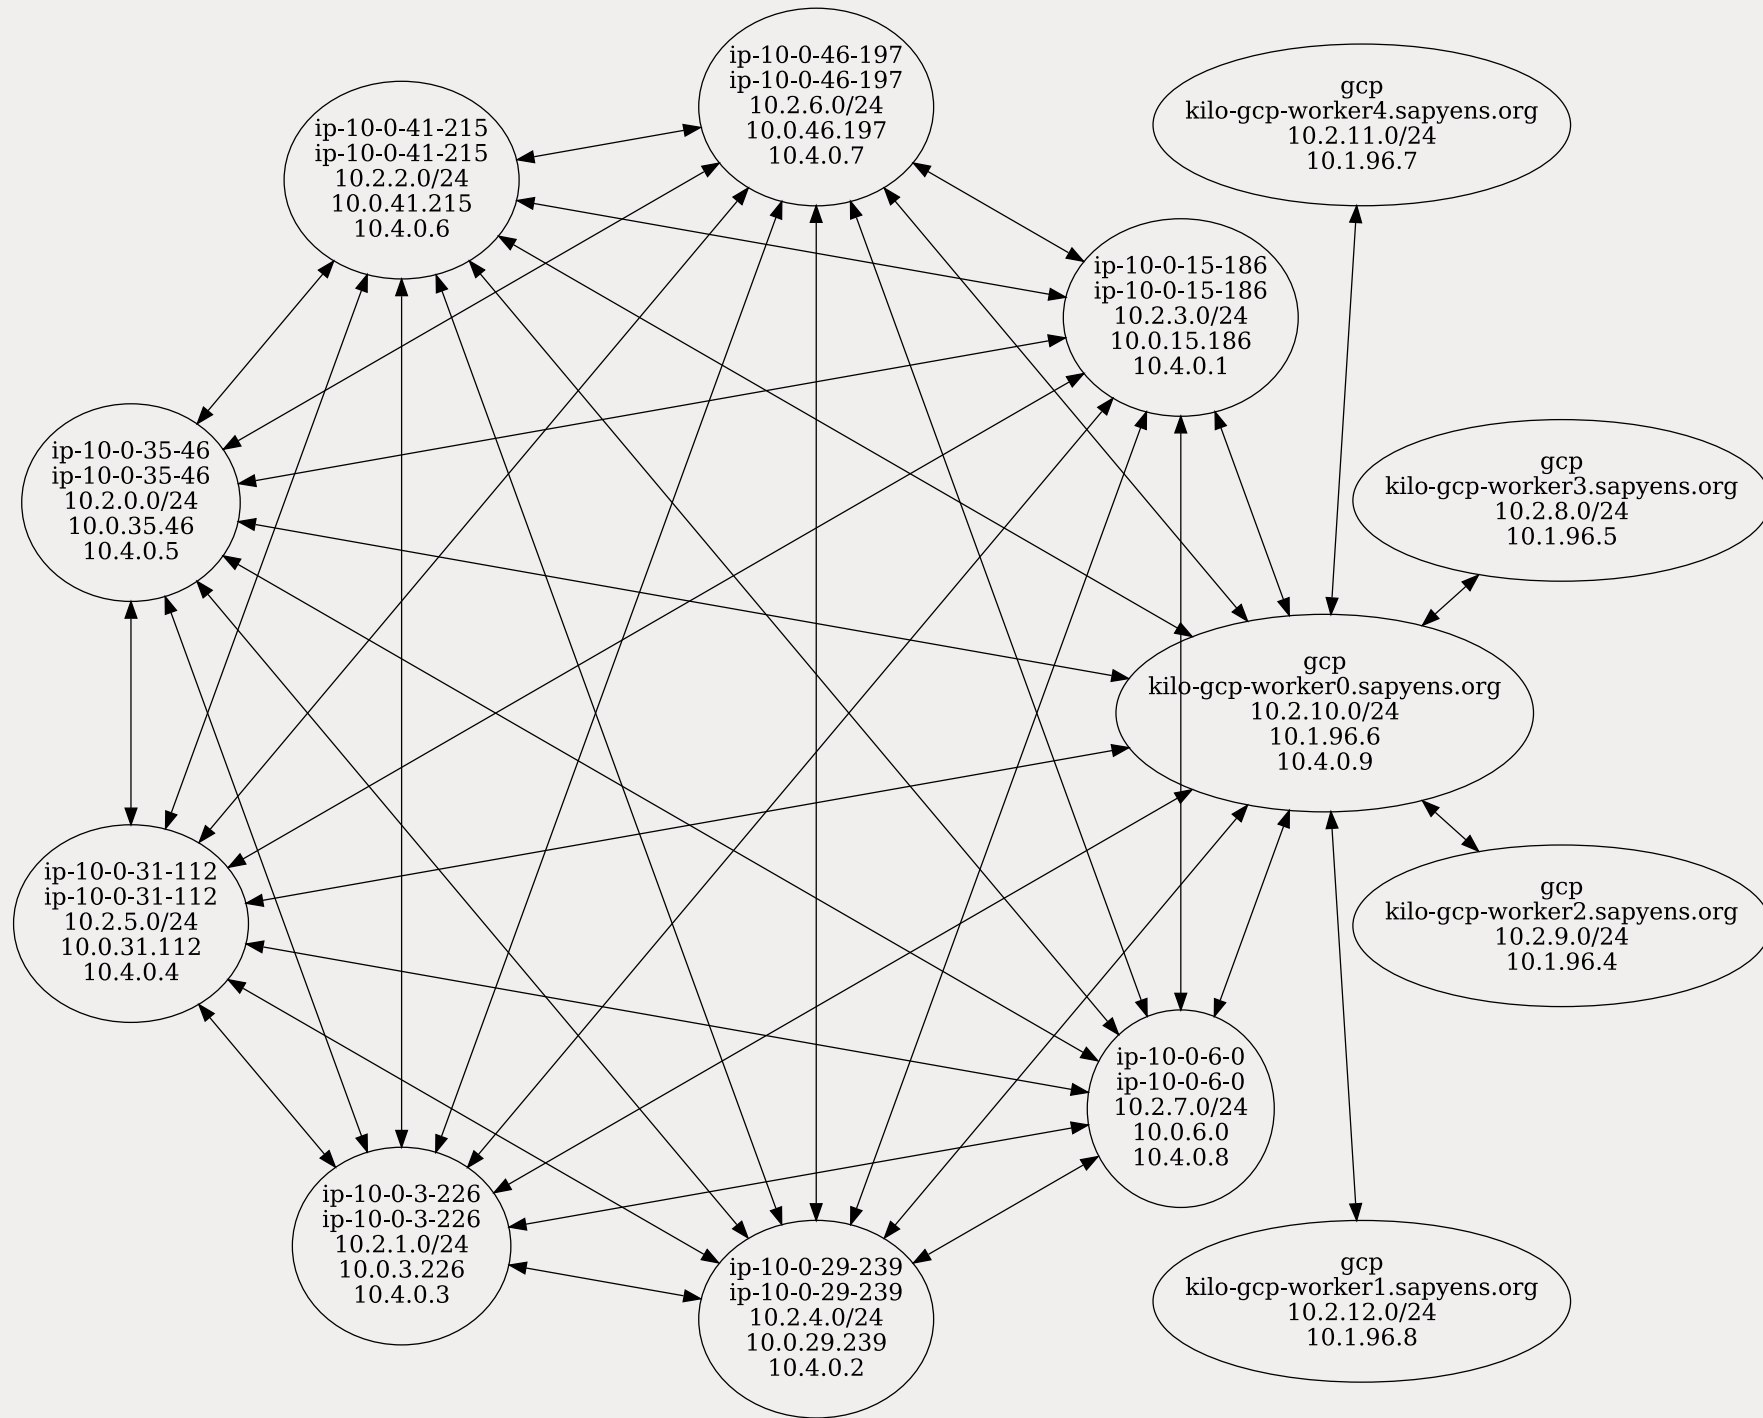 ip-10-0-46-197
ip-10-0-46-197
10.2.6.0/24
10.0.46.197
10.4.0.7
gcp
kilo-gcp-worker4.sapyens.org
10.2.11.0/24
10.1.96.7
ip-10-0-41-215
ip-10-0-41-215
10.2.2.0/24
10.0.41.215
10.4.0.6
ip-10-0-15-186
ip-10-0-15-186
10.2.3.0/24
10.0.15.186
10.4.0.1
ip-10-0-35-46
ip-10-0-35-46
10.2.0.0/24
10.0.35.46
10.4.0.5
gcp
kilo-gcp-worker3.sapyens.org
10.2.8.0/24
10.1.96.5
gcp
kilo-gcp-worker0.sapyens.org
10.2.10.0/24
10.1.96.6
10.4.0.9
ip-10-0-31-112
ip-10-0-31-112
10.2.5.0/24
10.0.31.112
10.4.0.4
gcp
kilo-gcp-worker2.sapyens.org
10.2.9.0/24
10.1.96.4
ip-10-0-6-0
ip-10-0-6-0
10.2.7.0/24
10.0.6.0
10.4.0.8
ip-10-0-3-226
ip-10-0-3-226
10.2.1.0/24
10.0.3.226
10.4.0.3
ip-10-0-29-239
ip-10-0-29-239
10.2.4.0/24
10.0.29.239
10.4.0.2
gcp
kilo-gcp-worker1.sapyens.org
10.2.12.0/24
10.1.96.8